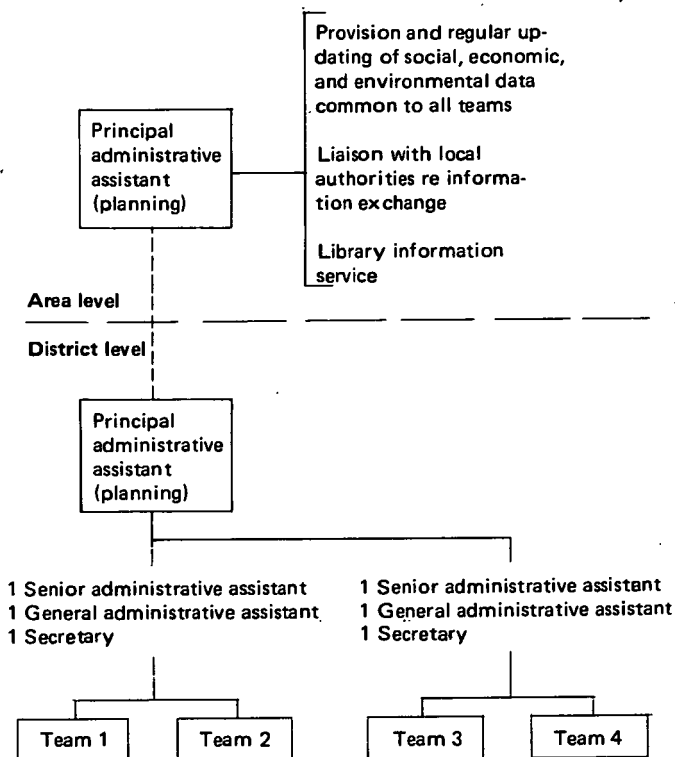 Provision and regular up-
dating of social, economic,
and environmental data
common to all teams
Principal
administrative
assistant
(planning)
Liaison with local
authorities re informa-
tion exchange
Library information
service
Area level
District level
Principal
administrative
assistant
(planning)
1 Senior administrative assistant
1 General administrative assistant
1 Secretary
1 Senior administrative assistant
1 General administrative assistant
1 Secretary
Team 1
Team 2
Team 3
Team 4